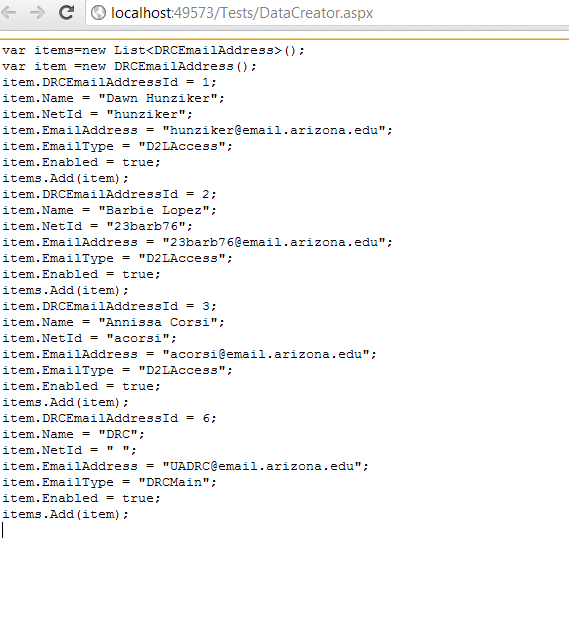 localhost:49573/Tests/DataCreator.aspx
var items=new List<DRCEmailAddress>();
var item =new DRCEmailAddress();
item.DRCEmailAddressId = 1;
item.Name = "Dawn Hunziker";
item.NetId = "hunziker";
item.EmailAddress = "hunziker@email.arizona.edu";
item.EmailType = "D2LAccess";
item.Enabled = true;
items.Add(item);
item.DRCEmailAddressId = 2;
item.Name = "Barbie Lopez";
item.NetId = "23barb76";
item.EmailAddress = "23barb76@email.arizona.edu";
item.EmailType = "D2LAccess";
item.Enabled = true;
items.Add(item);
item.DRCEmailAddressId = 3;
item.Name = "Annissa Corsi";
item.NetId = "acorsi";
item.EmailAddress = "acorsi@email.arizona.edu";
item.EmailType = "D2LAccess";
item.Enabled = true;
items.Add(item);
item.DRCEmailAddressId = 6;
item.Name = "DRC";
item.NetId = " ";
item.EmailAddress = "UADRC@email.arizona.edu";
item.EmailType = "DRCMain";
item.Enabled = true;
items.Add(item);